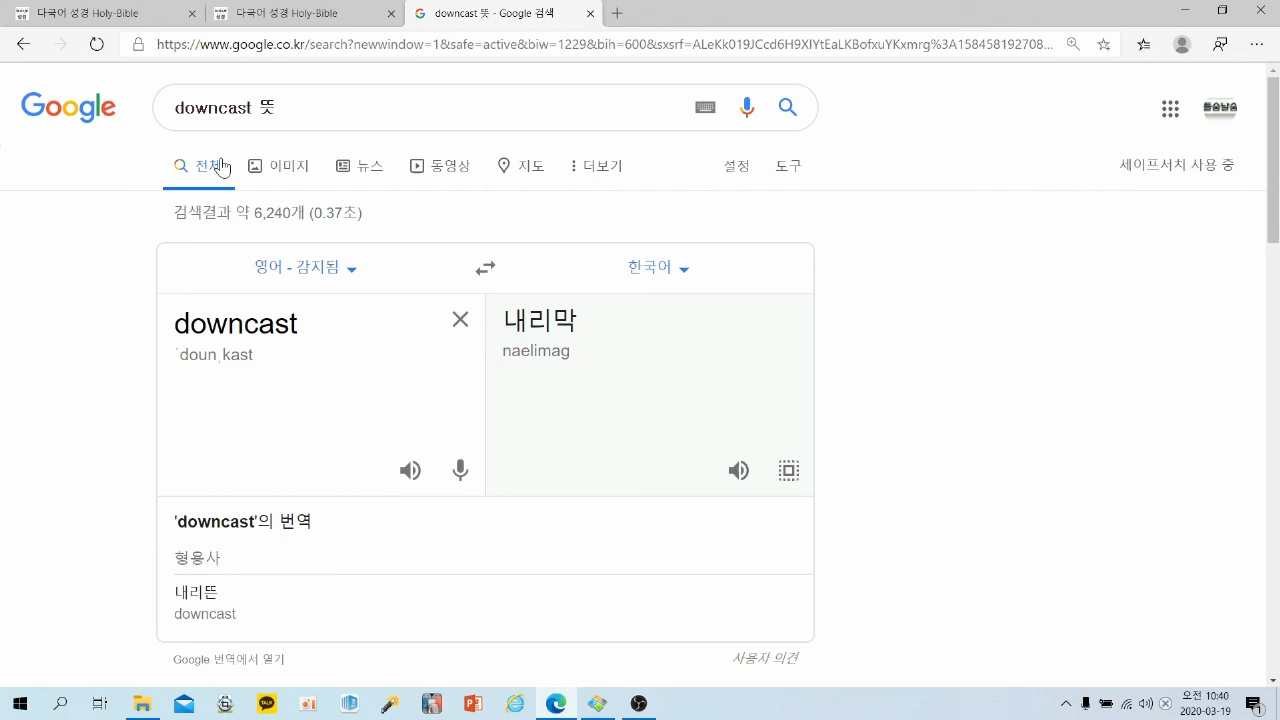 다국어 성경 Holy-Bible
다국어 성경 Holy-Bible
downcast 뜻 - Google 검색
https://www.google.co.kr/search?newwindow=1&safe=active&biw=1229&bih=600&sxsrf=ALeKk019JCcd6H9XIYtEaLKBofxuYKxmrg%3A158458192708...
Google
downcast 뜻
전체 이미지 뉴스 동영상 지도 더보기 설정 도구
세이프서치 사용 중
검색결과 약 6,240개 (0.37초)
영어 - 감지됨 한국어
downcast
ˈdounˌkast
내리막
naelimag
'downcast'의 번역
형용사
내리뜬
downcast
Google 번역에서 열기
사용자 의견
오전 10:40
2020-03-19